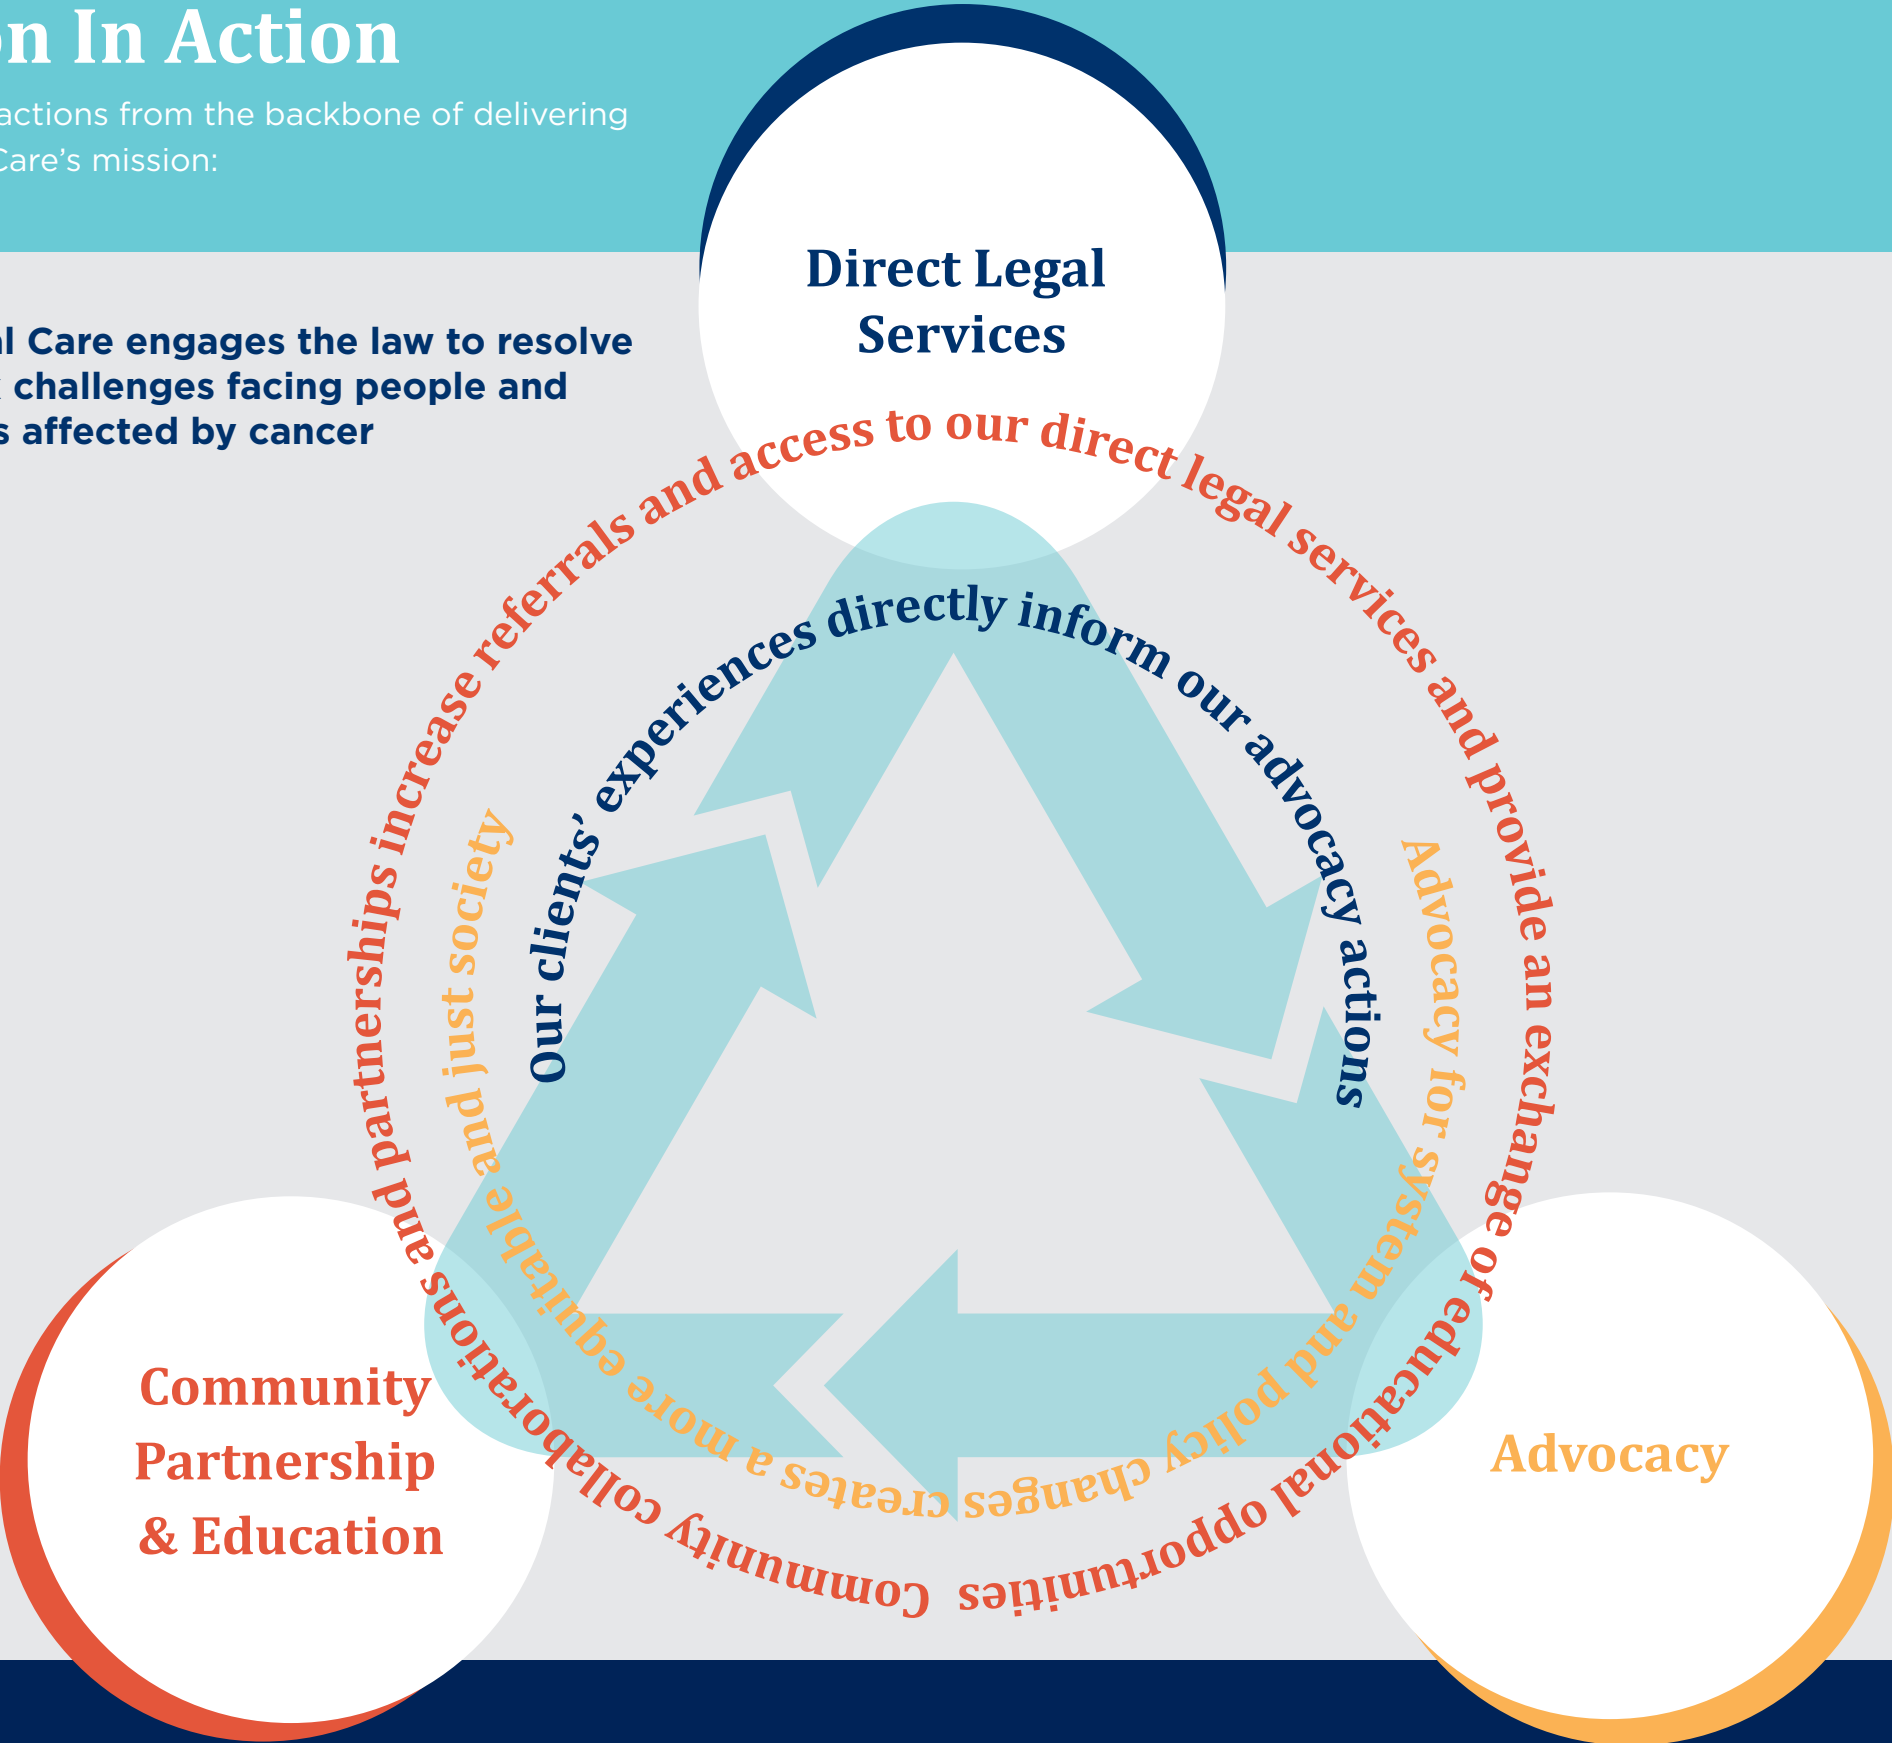 on In Action
actions from the backbone of delivering
Care’s mission:
l Care engages the law to resolve
challenges facing people and
s affected by cancer
Direct Legal
Services
Community collaborations and partnerships increase referrals and access to our direct legal services and provide an exchange of educational opportunities
Our clients’ experiences directly inform our advocacy actions
Advocacy for system and policy changes creates a more equitable and just society
Community
Partnership
& Education
Advocacy